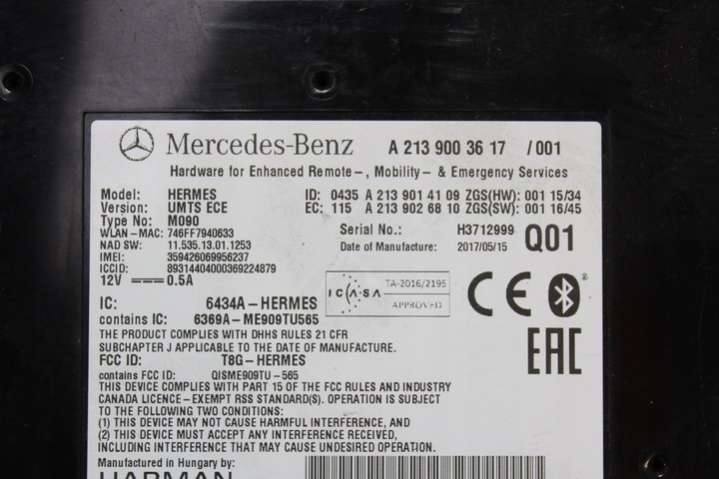 Mercedes-Benz A 213 900 36 17 /001
Hardware for Enhanced Remote-, Mobility- & Emergency Services
Model: HERMES ID: 0435 A 213 901 41 09 ZGS(HW): 001 15/34
Version: UMTS ECE EC: 115 A 213 902 68 10 ZGS(SW): 001 16/45
Type No: M090
WLAN-MAC: 746FF7940633 Serial No.: H3712999 Q01
NAD SW: 11.535.13.01.1253 Date of Manufacture: 2017/05/15
IMEI: 359426069956237
ICCID: 89314404000369224879
12V 0.5A
ICASA TA-2016/2195
APPROVED
CE
EAC
IC: 6434A-HERMES
contains IC: 6369A-ME909TU565
THE PRODUCT COMPLIES WITH DHHS RULES 21 CFR
SUBCHAPTER J APPLICABLE TO THE DATE OF MANUFACTURE.
FCC ID: T8G-HERMES
contains FCC ID: QISME909TU-565
THIS DEVICE COMPLIES WITH PART 15 OF THE FCC RULES AND INDUSTRY
CANADA LICENCE-EXEMPT RSS STANDARD(S). OPERATION IS SUBJECT
TO THE FOLLOWING TWO CONDITIONS:
(1) THIS DEVICE MAY NOT CAUSE HARMFUL INTERFERENCE, AND
(2) THIS DEVICE MUST ACCEPT ANY INTERFERENCE RECEIVED,
INCLUDING INTERFERENCE THAT MAY CAUSE UNDESIRED OPERATION.
Manufactured in Hungary by:
HARMAN